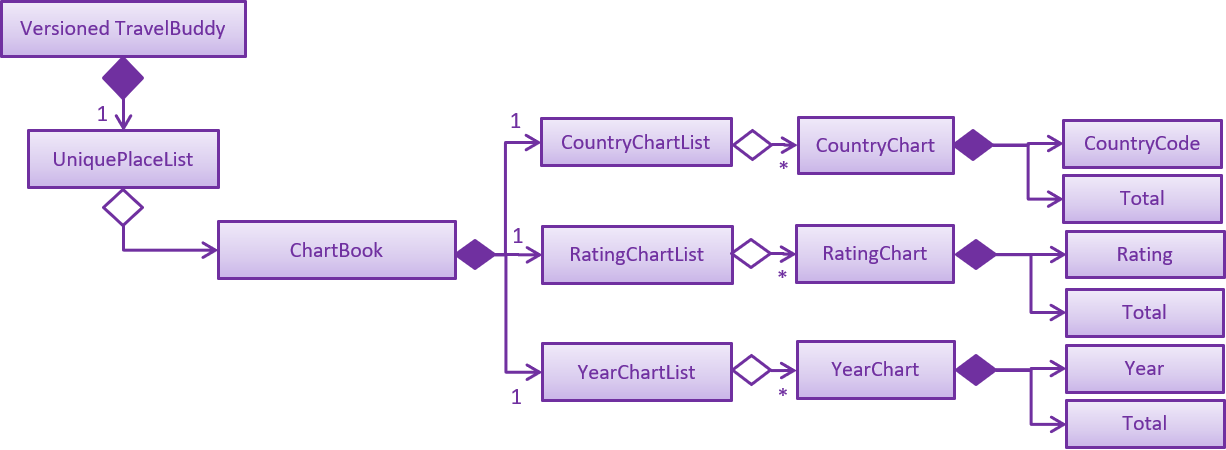 Versioned TravelBuddy
1
UniquePlaceList
ChartBook
1
CountryChartList
*
CountryChart
CountryCode
Total
1
RatingChartList
*
RatingChart
Rating
Total
1
YearChartList
*
YearChart
Year
Total